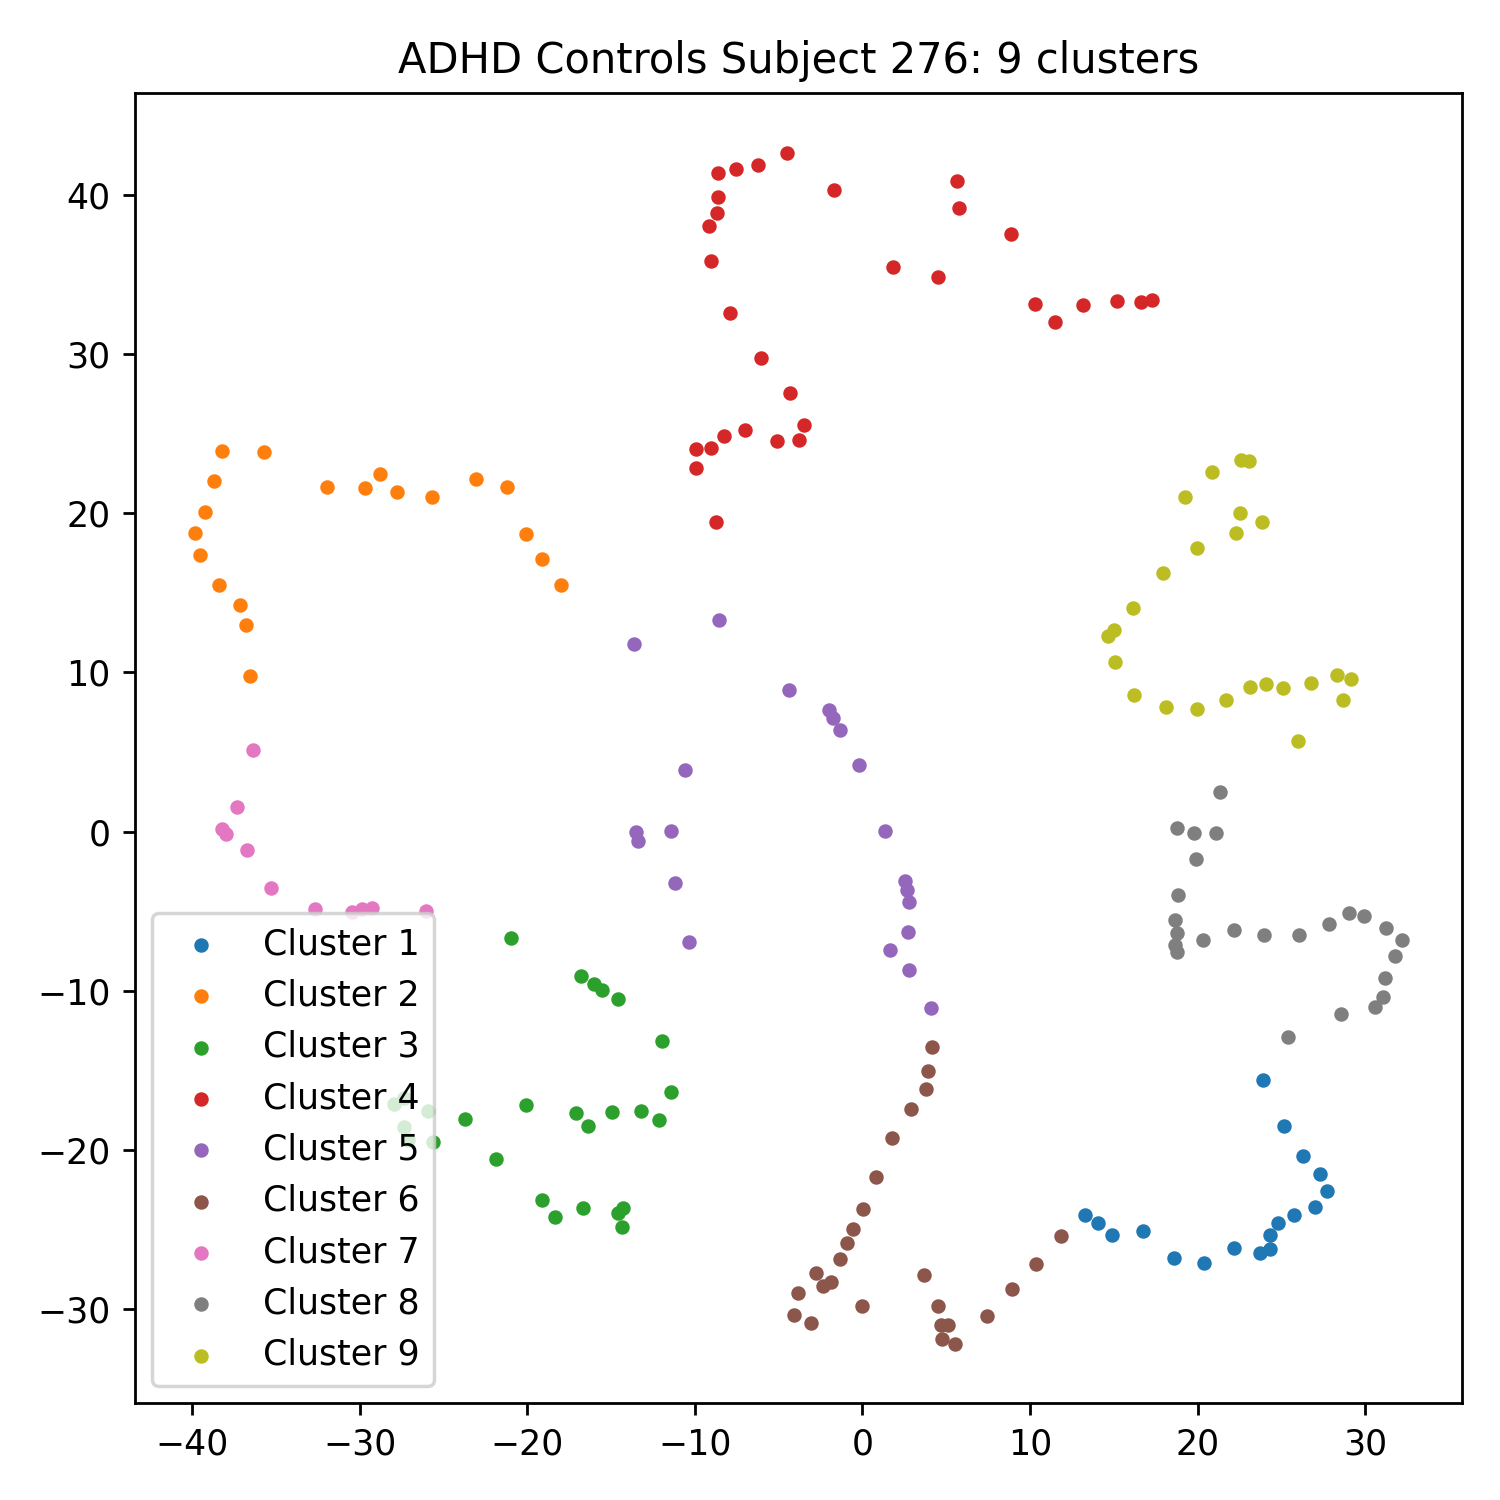 ADHD Controls Subject 276: 9 clusters
40
30
20
10
0
−10
−20
−30
Cluster 1
Cluster 2
Cluster 3
Cluster 4
Cluster 5
Cluster 6
Cluster 7
Cluster 8
Cluster 9
−40 −30 −20 −10 0 10 20 30